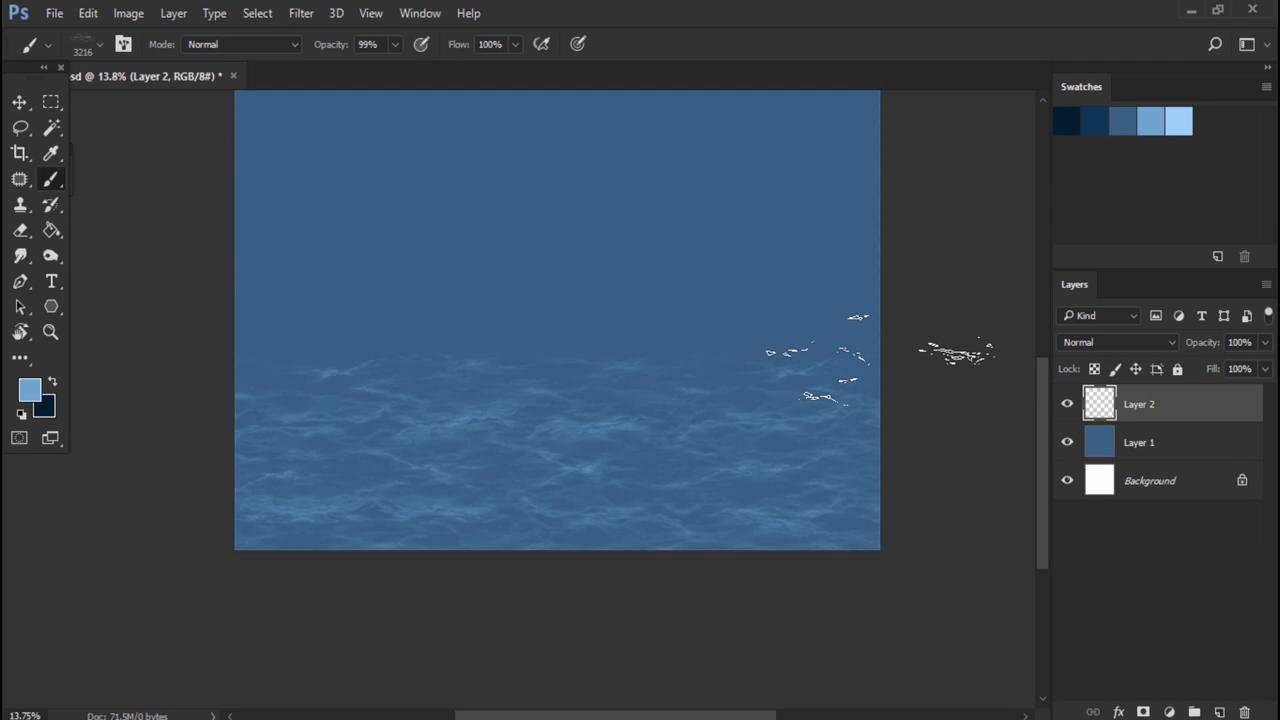 Ps File Edit Image Layer Type Select Filter 3D View Window Help
3216 Mode: Normal Opacity: 99% Flow: 100%
sd @ 13.8% (Layer 2, RGB/8#) *
Swatches
Layers
Kind
Normal Opacity: 100%
Lock: Fill: 100%
Layer 2
Layer 1
Background
fx
13.75% Doc: 71.5M/0 bytes